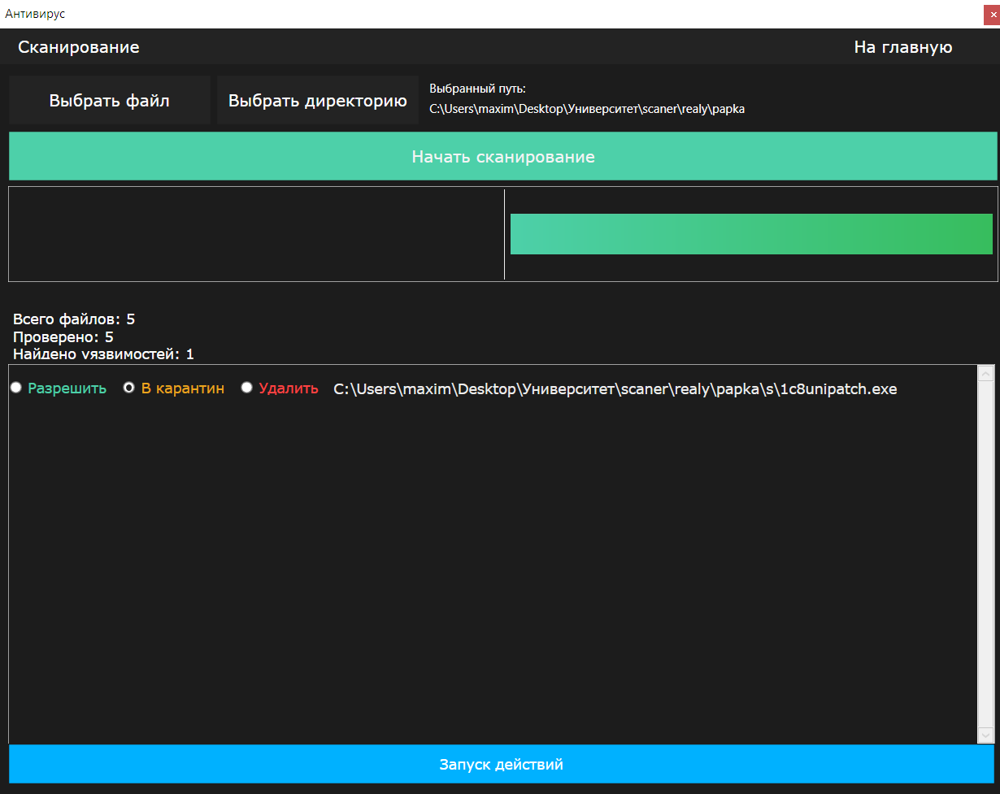 Антивирус
Сканирование
На главную
Выбрать файл
Выбрать директорию
Выбранный путь:
C:\Users\maxim\Desktop\Университет\scaner\realy\papka
Начать сканирование
Всего файлов: 5
Проверено: 5
Найдено уязвимостей: 1
Разрешить
В карантин
Удалить
C:\Users\maxim\Desktop\Университет\scaner\realy\papka\s\1c8unipatch.exe
Запуск действий